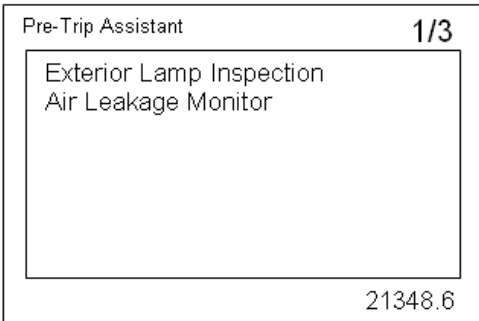 Pre-Trip Assistant 1/3
Exterior Lamp Inspection
Air Leakage Monitor
21348.6